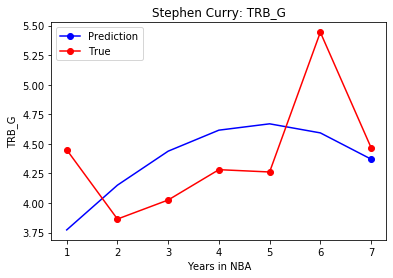 Stephen Curry: TRB_G
Prediction
True
5.50
5.25
5.00
4.75
4.50
4.25
4.00
3.75
TRB_G
1 2 3 4 5 6 7
Years in NBA